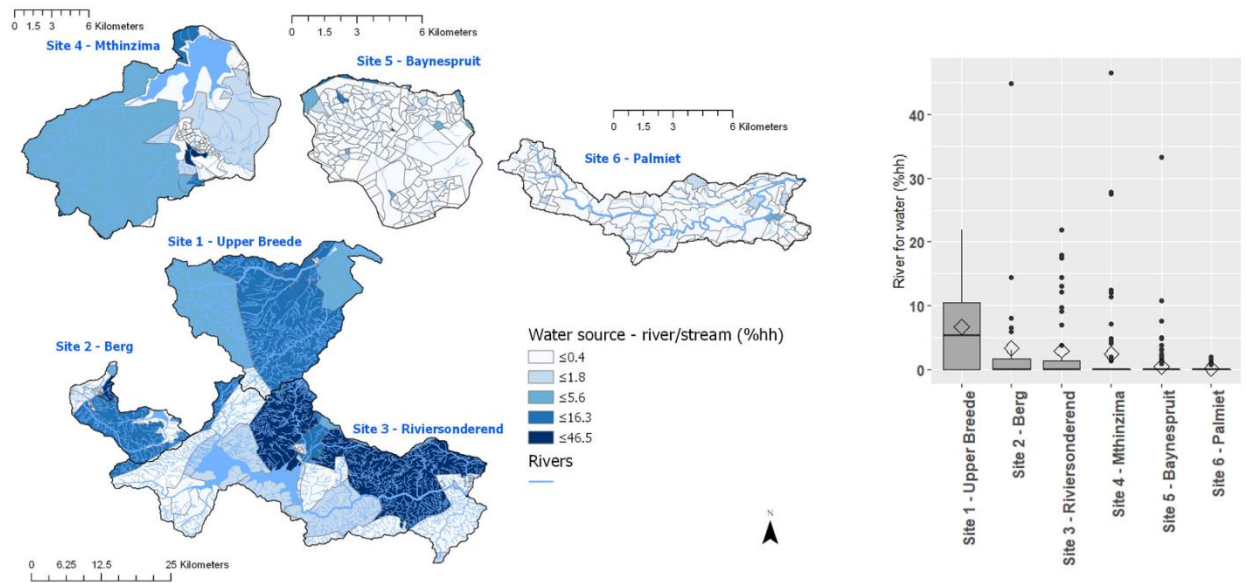 0 1.5 3 6 Kilometers
Site 4 - Mthinzima
0 1.5 3 6 Kilometers
Site 5 - Baynespruit
0 1.5 3 6 Kilometers
Site 6 - Palmiet
Site 1 - Upper Breede
Site 2 - Berg
Site 3 - Riviersonderend
0 6.25 12.5 25 Kilometers
Water source - river/stream (%hh)
≤0.4
≤1.8
≤5.6
≤16.3
≤46.5
Rivers
N
River for water (%hh)
40
30
20
10
0
Site 1 - Upper Breede
Site 2 - Berg
Site 3 - Riviersonderend
Site 4 - Mthinzima
Site 5 - Baynespruit
Site 6 - Palmiet